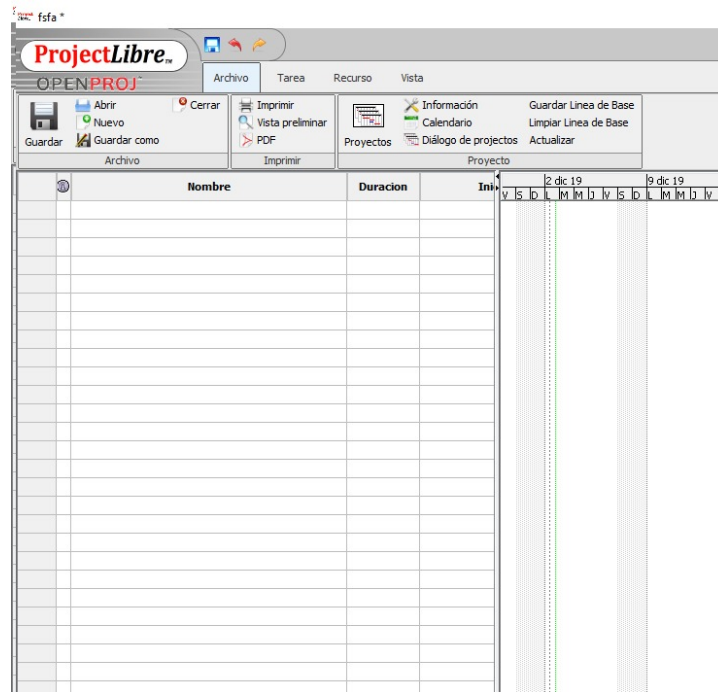 fsfa *
ProjectLibre™
OPENPROJ
Archivo Tarea Recurso Vista
Abrir Cerrar Imprimir Información Guardar Linea de Base
Nuevo Vista preliminar Calendario Limpiar Linea de Base
Guardar Guardar como PDF Proyectos Diálogo de projectos Actualizar
Archivo Imprimir Proyecto
Nombre Duracion Ini
2 dic 19 9 dic 19
V S D L M M J V S D L M M J V